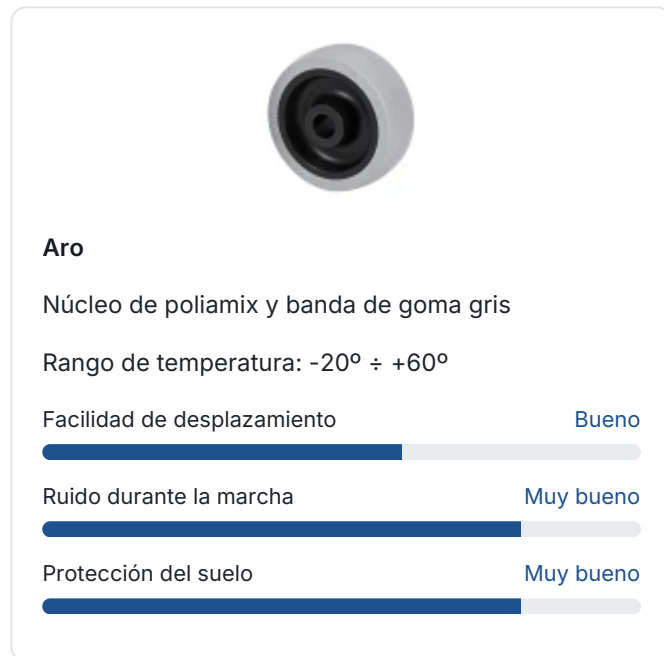 Aro
Núcleo de poliamix y banda de goma gris
Rango de temperatura: -20º ÷ +60º
Facilidad de desplazamiento Bueno
Ruido durante la marcha Muy bueno
Protección del suelo Muy bueno